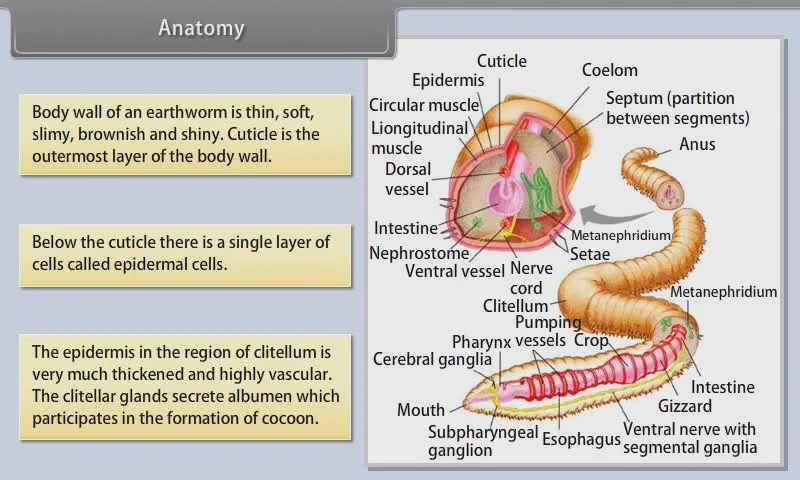 Anatomy
Body wall of an earthworm is thin, soft,
slimy, brownish and shiny. Cuticle is the
outermost layer of the body wall.
Below the cuticle there is a single layer of
cells called epidermal cells.
The epidermis in the region of clitellum is
very much thickened and highly vascular.
The clitellar glands secrete albumen which
participates in the formation of cocoon.
Cuticle
Epidermis
Circular muscle
Liongitudinal
muscle
Dorsal
vessel
Intestine
Nephrostome
Ventral vessel
Nerve
cord
Coelom
Septum (partition
between segments)
Anus
Metanephridium
Setae
Clitellum
Pumping
vessels
Pharynx
Crop
Cerebral ganglia
Metanephridium
Mouth
Subpharyngeal
ganglion
Esophagus
Intestine
Gizzard
Ventral nerve with
segmental ganglia